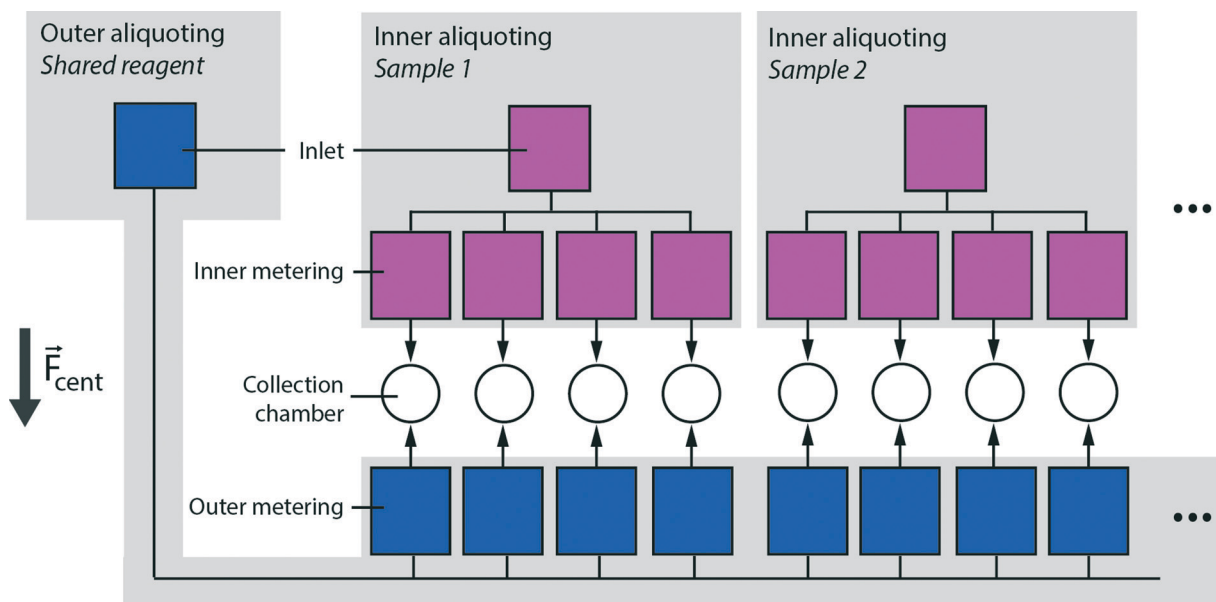 Outer aliquoting
Shared reagent
Inner aliquoting
Sample 1
Inner aliquoting
Sample 2
Inlet
...
Inner metering
F⃗cent
Collection
chamber
Outer metering
...